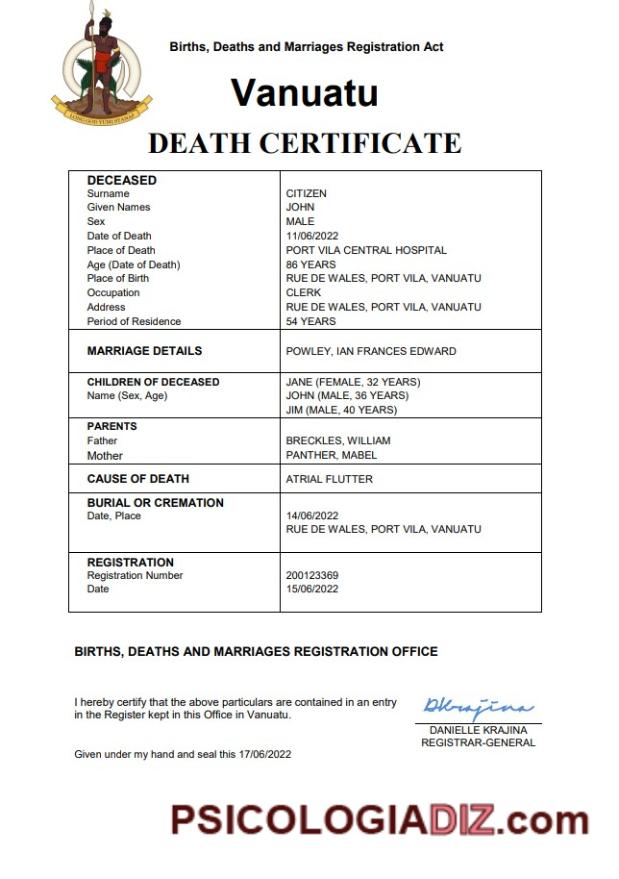 Births, Deaths and Marriages Registration Act
LONG GOD YUMI STANAP
Vanuatu
DEATH CERTIFICATE
DECEASED
Surname CITIZEN
Given Names JOHN
Sex MALE
Date of Death 11/06/2022
Place of Death PORT VILA CENTRAL HOSPITAL
Age (Date of Death) 86 YEARS
Place of Birth RUE DE WALES, PORT VILA, VANUATU
Occupation CLERK
Address RUE DE WALES, PORT VILA, VANUATU
Period of Residence 54 YEARS
MARRIAGE DETAILS POWLEY, IAN FRANCES EDWARD
CHILDREN OF DECEASED JANE (FEMALE, 32 YEARS)
Name (Sex, Age) JOHN (MALE, 36 YEARS)
JIM (MALE, 40 YEARS)
PARENTS
Father BRECKLES, WILLIAM
Mother PANTHER, MABEL
CAUSE OF DEATH ATRIAL FLUTTER
BURIAL OR CREMATION
Date, Place 14/06/2022
RUE DE WALES, PORT VILA, VANUATU
REGISTRATION
Registration Number 200123369
Date 15/06/2022
BIRTHS, DEATHS AND MARRIAGES REGISTRATION OFFICE
I hereby certify that the above particulars are contained in an entry
in the Register kept in this Office in Vanuatu.
DKrajina
DANIELLE KRAJINA
REGISTRAR-GENERAL
Given under my hand and seal this 17/06/2022
PSICOLOGIADIZ.com